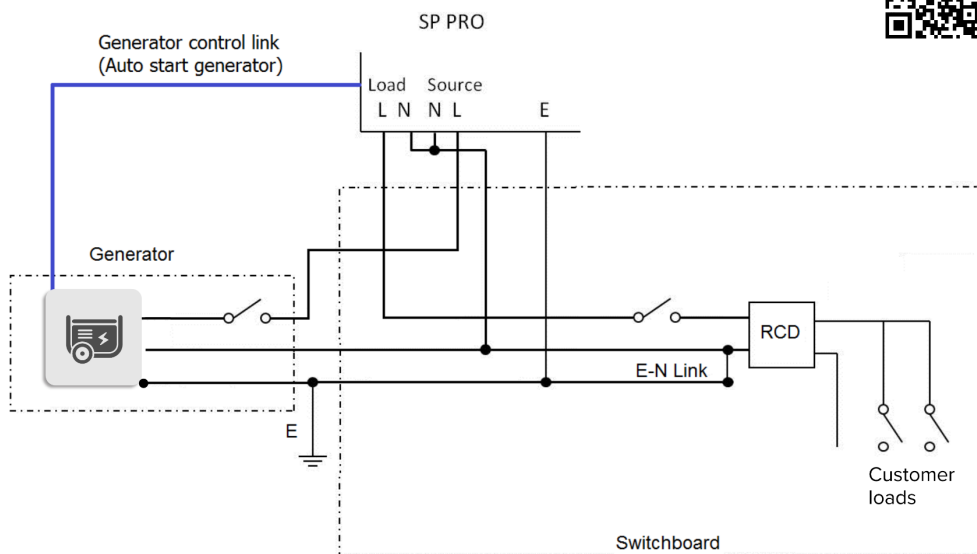 SP PRO
Generator control link
(Auto start generator)
Load Source
L N N L E
Generator
RCD
E-N Link
E
Customer
loads
Switchboard